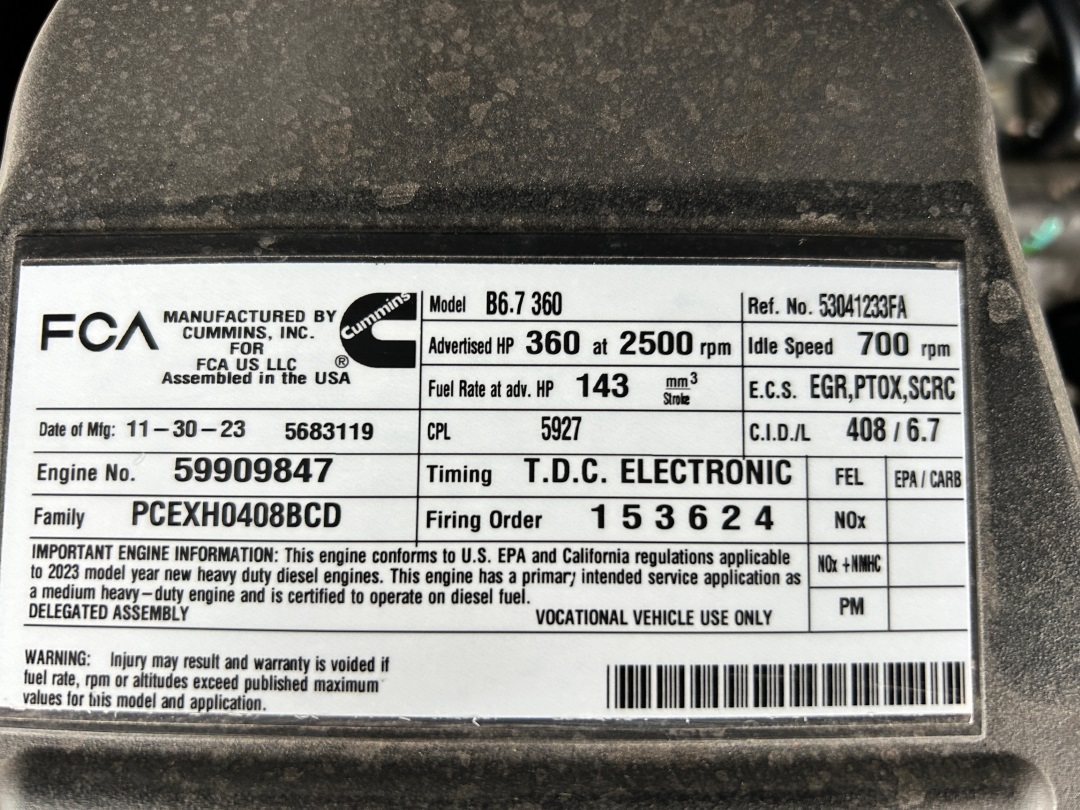 FCA
MANUFACTURED BY
CUMMINS, INC.
FOR
FCA US LLC
Assembled in the USA
Cummins
®
Model B6.7 360
Ref. No. 53041233FA
Advertised HP 360 at 2500 rpm
Idle Speed 700 rpm
Fuel Rate at adv. HP 143 mm3 Stroke
E.C.S. EGR,PTOX,SCRC
Date of Mfg: 11-30-23 5683119
CPL 5927
C.I.D./L 408 / 6.7
Engine No. 59909847
Timing T.D.C. ELECTRONIC
FEL EPA / CARB
Family PCEXH0408BCD
Firing Order 1 5 3 6 2 4
NOx
NOx +NMHC
PM
IMPORTANT ENGINE INFORMATION: This engine conforms to U.S. EPA and California regulations applicable
to 2023 model year new heavy duty diesel engines. This engine has a primary intended service application as
a medium heavy-duty engine and is certified to operate on diesel fuel.
DELEGATED ASSEMBLY VOCATIONAL VEHICLE USE ONLY
WARNING: Injury may result and warranty is voided if
fuel rate, rpm or altitudes exceed published maximum
values for this model and application.